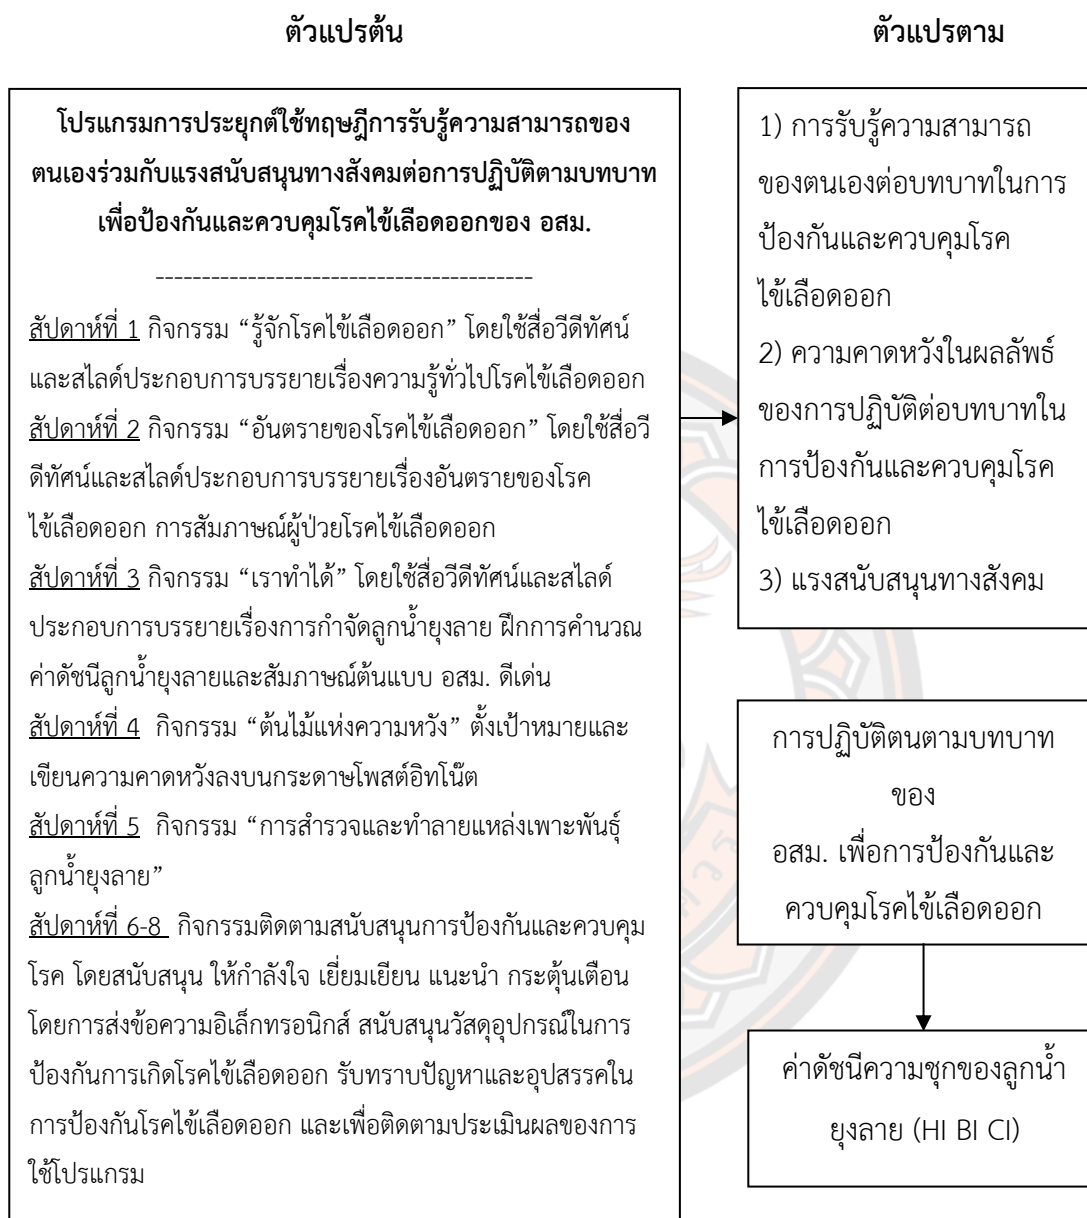 ตัวแปรต้น
ตัวแปรตาม
โปรแกรมการประยุกต์ใช้ทฤษฎีการรับรู้ความสามารถของ
ตนเองร่วมกับแรงสนับสนุนทางสังคมต่อการปฏิบัติตามบทบาท
เพื่อป้องกันและควบคุมโรคไข้เลือดออกของ อสม.
-----------------------------------------
สัปดาห์ที่ 1 กิจกรรม “รู้จักโรคไข้เลือดออก” โดยใช้สื่อวีดีทัศน์
และสไลด์ประกอบการบรรยายเรื่องความรู้ทั่วไปโรคไข้เลือดออก
สัปดาห์ที่ 2 กิจกรรม “อันตรายของโรคไข้เลือดออก” โดยใช้สื่อวี
ดีทัศน์และสไลด์ประกอบการบรรยายเรื่องอันตรายของโรค
ไข้เลือดออก การสัมภาษณ์ผู้ป่วยโรคไข้เลือดออก
สัปดาห์ที่ 3 กิจกรรม “เราทำได้” โดยใช้สื่อวีดีทัศน์และสไลด์
ประกอบการบรรยายเรื่องการกำจัดลูกน้ำยุงลาย ฝึกการคำนวณ
ค่าดัชนีลูกน้ำยุงลายและสัมภาษณ์ต้นแบบ อสม. ดีเด่น
สัปดาห์ที่ 4 กิจกรรม “ต้นไม้แห่งความหวัง” ตั้งเป้าหมายและ
เขียนความคาดหวังลงบนกระดาษโพสต์อิทโน๊ต
สัปดาห์ที่ 5 กิจกรรม “การสำรวจและทำลายแหล่งเพาะพันธุ์
ลูกน้ำยุงลาย”
สัปดาห์ที่ 6-8 กิจกรรมติดตามสนับสนุนการป้องกันและควบคุม
โรค โดยสนับสนุน ให้กำลังใจ เยี่ยมเยียน แนะนำ กระตุ้นเตือน
โดยการส่งข้อความอิเล็กทรอนิกส์ สนับสนุนวัสดุอุปกรณ์ในการ
ป้องกันการเกิดโรคไข้เลือดออก รับทราบปัญหาและอุปสรรคใน
การป้องกันโรคไข้เลือดออก และเพื่อติดตามประเมินผลของการ
ใช้โปรแกรม
1) การรับรู้ความสามารถ
ของตนเองต่อบทบาทในการ
ป้องกันและควบคุมโรค
ไข้เลือดออก
2) ความคาดหวังในผลลัพธ์
ของการปฏิบัติต่อบทบาทใน
การป้องกันและควบคุมโรค
ไข้เลือดออก
3) แรงสนับสนุนทางสังคม
การปฏิบัติตนตามบทบาท
ของ
อสม. เพื่อการป้องกันและ
ควบคุมโรคไข้เลือดออก
ค่าดัชนีความชุกของลูกน้ำ
ยุงลาย (HI BI CI)